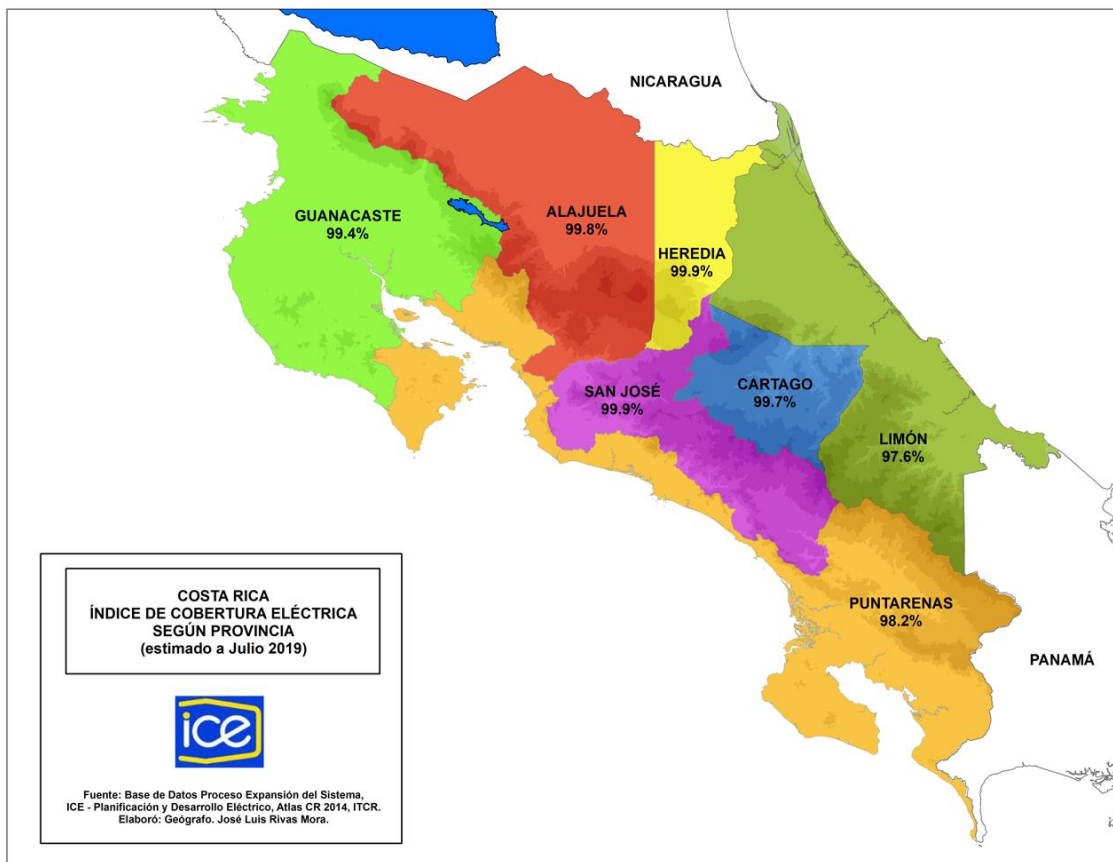 NICARAGUA
GUANACASTE
99.4%
ALAJUELA
99.8%
HEREDIA
99.9%
SAN JOSÉ
99.9%
CARTAGO
99.7%
LIMÓN
97.6%
PUNTARENAS
98.2%
PANAMÁ
COSTA RICA
ÍNDICE DE COBERTURA ELÉCTRICA
SEGÚN PROVINCIA
(estimado a Julio 2019)
ice
Fuente: Base de Datos Proceso Expansión del Sistema,
ICE - Planificación y Desarrollo Eléctrico, Atlas CR 2014, ITCR.
Elaboró: Geógrafo. José Luis Rivas Mora.